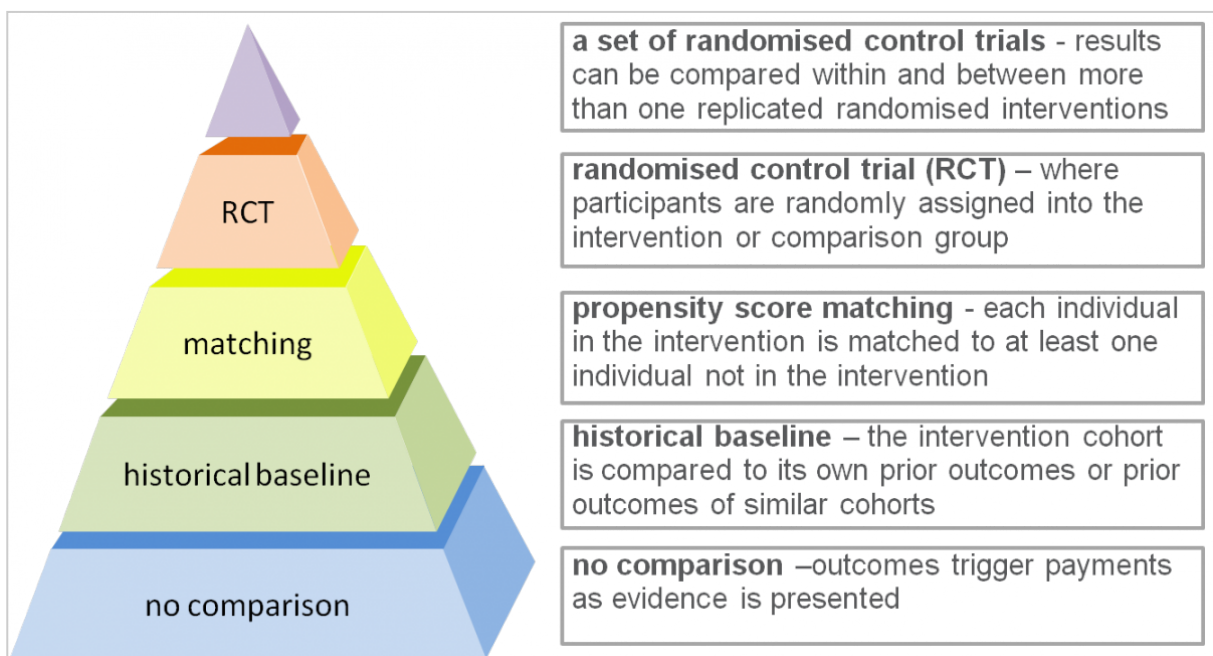 a set of randomised control trials - results
can be compared within and between more
than one replicated randomised interventions
RCT
randomised control trial (RCT) – where
participants are randomly assigned into the
intervention or comparison group
matching
propensity score matching - each individual
in the intervention is matched to at least one
individual not in the intervention
historical baseline
historical baseline – the intervention cohort
is compared to its own prior outcomes or prior
outcomes of similar cohorts
no comparison
no comparison –outcomes trigger payments
as evidence is presented